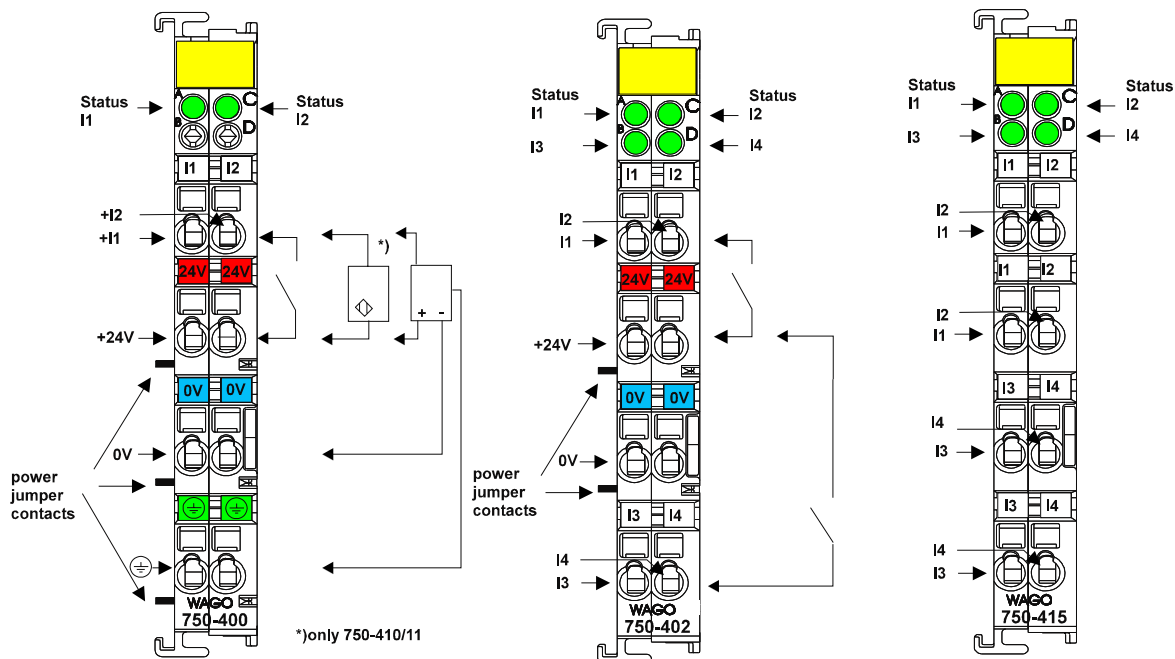 Status
I1
Status
I2
A
C
B
D
I1 I2
+I2
+I1
24V 24V
+24V
0V 0V
0V
power
jumper
contacts
WAGO
750-400
*)
+ -
*)only 750-410/11
Status
I1
I3
Status
I2
I4
A
C
B
D
I1 I2
I2
I1
24V 24V
+24V
0V 0V
0V
power
jumper
contacts
I3 I4
I4
I3
WAGO
750-402
Status
I1
I3
Status
I2
I4
A
C
B
D
I1 I2
I2
I1
I1 I2
I2
I1
I3 I4
I4
I3
I3 I4
I4
I3
WAGO
750-415